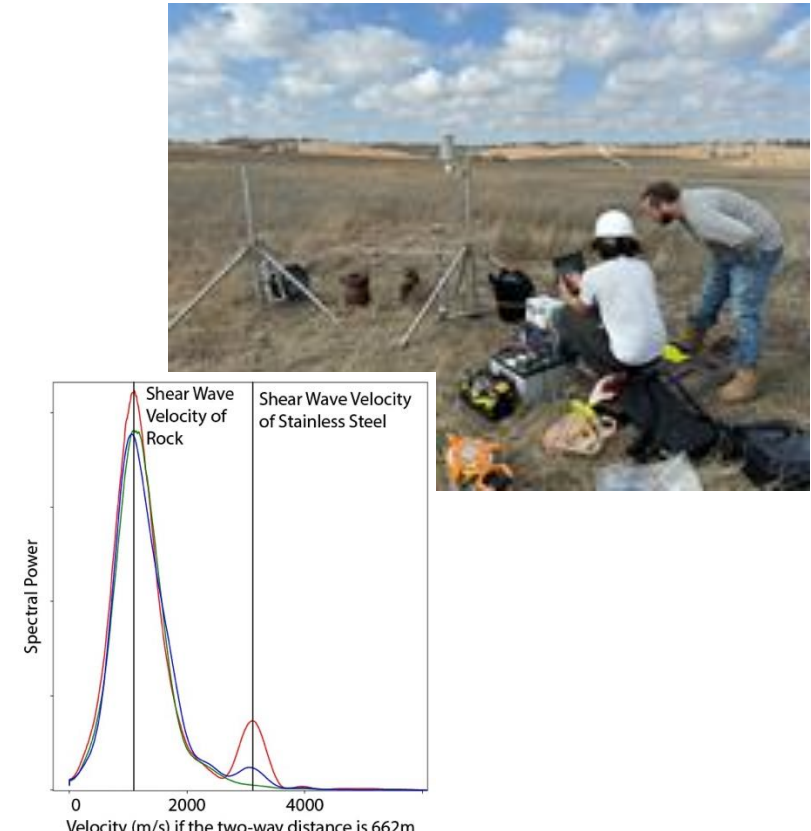 Shear Wave
Velocity of
Rock
Shear Wave Velocity
of Stainless Steel
Spectral Power
0
2000
4000
Velocity (m/s) if the two-way distance is 662m